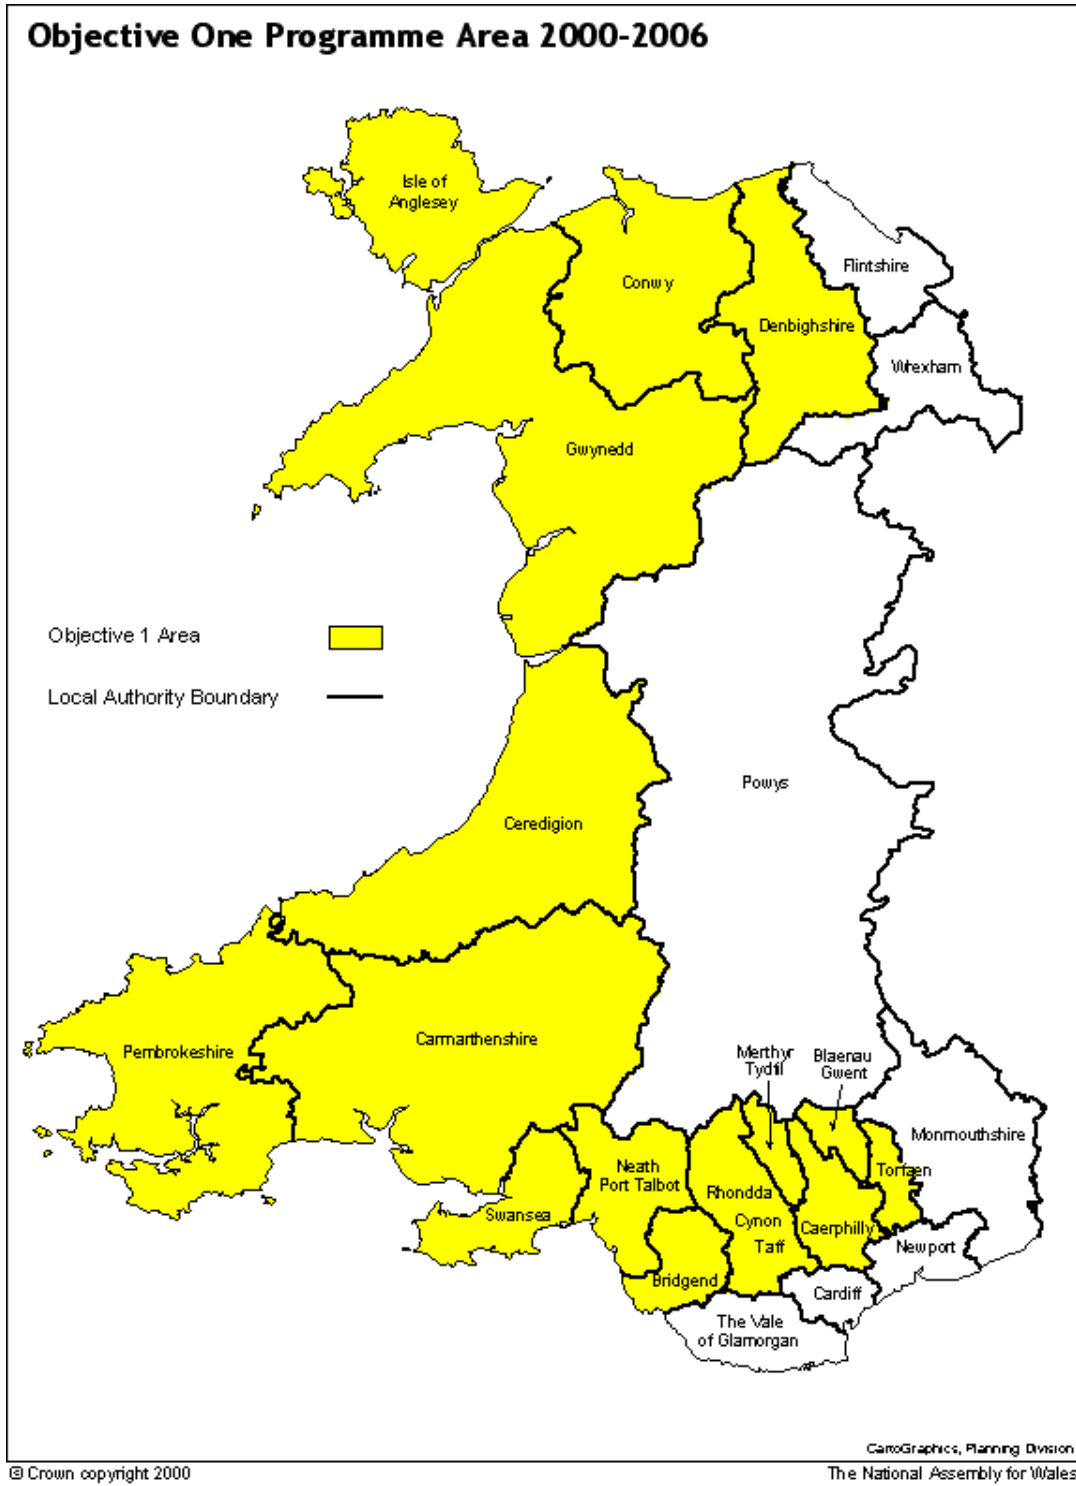 Objective One Programme Area 2000-2006
Isle of
Anglesey
Flintshire
Conwy
Denbighshire
Wrexham
Gwynedd
Objective 1 Area
Local Authority Boundary
Powys
Ceredigion
Pembrokeshire
Carmarthenshire
Merthyr
Tydfil
Blaenau
Gwent
Monmouthshire
Neath
Port Talbot
Torfaen
Rhondda
Cynon
Taff
Swansea
Caerphilly
Newport
Bridgend
Cardiff
The Vale
of Glamorgan
CartoGraphics, Planning Division
© Crown copyright 2000
The National Assembly for Wales